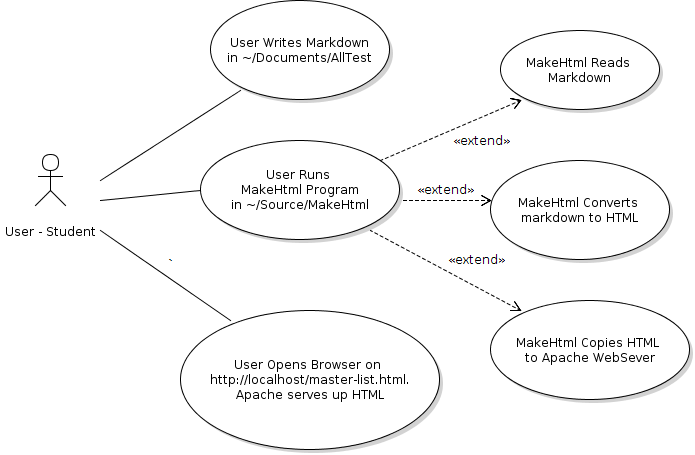 User Writes Markdown
in ~/Documents/AllTest
MakeHtml Reads
Markdown
«extend»
User Runs
MakeHtml Program
in ~/Source/MakeHtml
«extend»
MakeHtml Converts
markdown to HTML
User - Student
«extend»
MakeHtml Copies HTML
to Apache WebSever
User Opens Browser on
http://localhost/master-list.html.
Apache serves up HTML